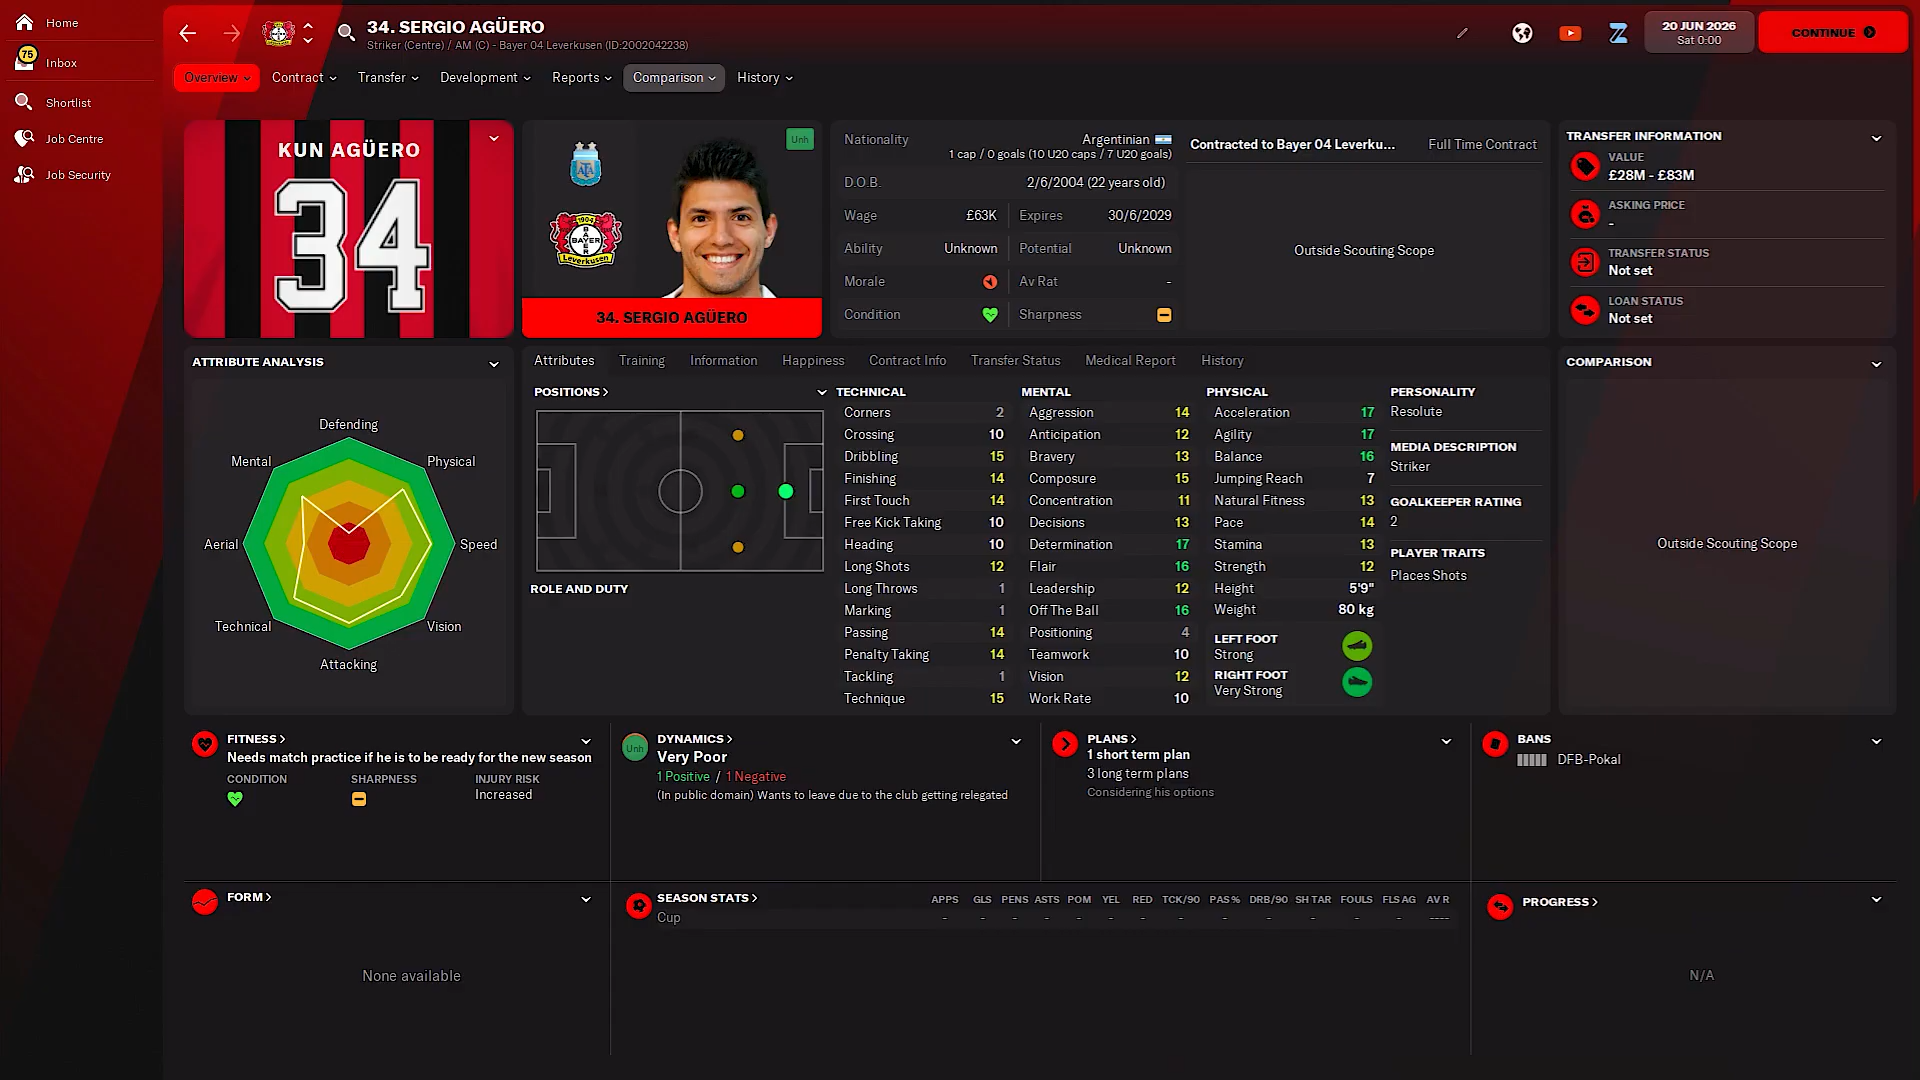 Home
75
Inbox
Shortlist
Job Centre
Job Security
34. SERGIO AGÜERO
Striker (Centre) / AM (C) - Bayer 04 Leverkusen (ID:2002042238)
20 JUN 2026
Sat 0:00
CONTINUE
Overview
Contract
Transfer
Development
Reports
Comparison
History
KUN AGÜERO
34
AFA
1904
BAYER
BAYER
Leverkusen
Unh
34. SERGIO AGÜERO
Nationality Argentinian
1 cap / 0 goals (10 U20 caps / 7 U20 goals)
D.O.B. 2/6/2004 (22 years old)
Wage £63K Expires 30/6/2029
Ability Unknown Potential Unknown
Morale Av Rat -
Condition Sharpness
Contracted to Bayer 04 Leverku... Full Time Contract
Outside Scouting Scope
TRANSFER INFORMATION
VALUE
£28M - £83M
ASKING PRICE
-
TRANSFER STATUS
Not set
LOAN STATUS
Not set
ATTRIBUTE ANALYSIS
Defending
Mental Physical
Aerial Speed
Technical Vision
Attacking
Attributes Training Information Happiness Contract Info Transfer Status Medical Report History
POSITIONS >
ROLE AND DUTY
TECHNICAL
Corners 2
Crossing 10
Dribbling 15
Finishing 14
First Touch 14
Free Kick Taking 10
Heading 10
Long Shots 12
Long Throws 1
Marking 1
Passing 14
Penalty Taking 14
Tackling 1
Technique 15
MENTAL
Aggression 14
Anticipation 12
Bravery 13
Composure 15
Concentration 11
Decisions 13
Determination 17
Flair 16
Leadership 12
Off The Ball 16
Positioning 4
Teamwork 10
Vision 12
Work Rate 10
PHYSICAL
Acceleration 17
Agility 17
Balance 16
Jumping Reach 7
Natural Fitness 13
Pace 14
Stamina 13
Strength 12
Height 5'9"
Weight 80 kg
LEFT FOOT
Strong
RIGHT FOOT
Very Strong
PERSONALITY
Resolute
MEDIA DESCRIPTION
Striker
GOALKEEPER RATING
2
PLAYER TRAITS
Places Shots
COMPARISON
Outside Scouting Scope
FITNESS >
Needs match practice if he is to be ready for the new season
CONDITION SHARPNESS INJURY RISK
Increased
Unh
DYNAMICS >
Very Poor
1 Positive / 1 Negative
(In public domain) Wants to leave due to the club getting relegated
PLANS >
1 short term plan
3 long term plans
Considering his options
BANS
DFB-Pokal
FORM >
None available
SEASON STATS > APPS GLS PENS ASTS POM YEL RED TCK/90 PAS % DRB/90 SH TAR FOULS FLS AG AV R
Cup - - - - - - - - - - - - - ----
PROGRESS >
N/A